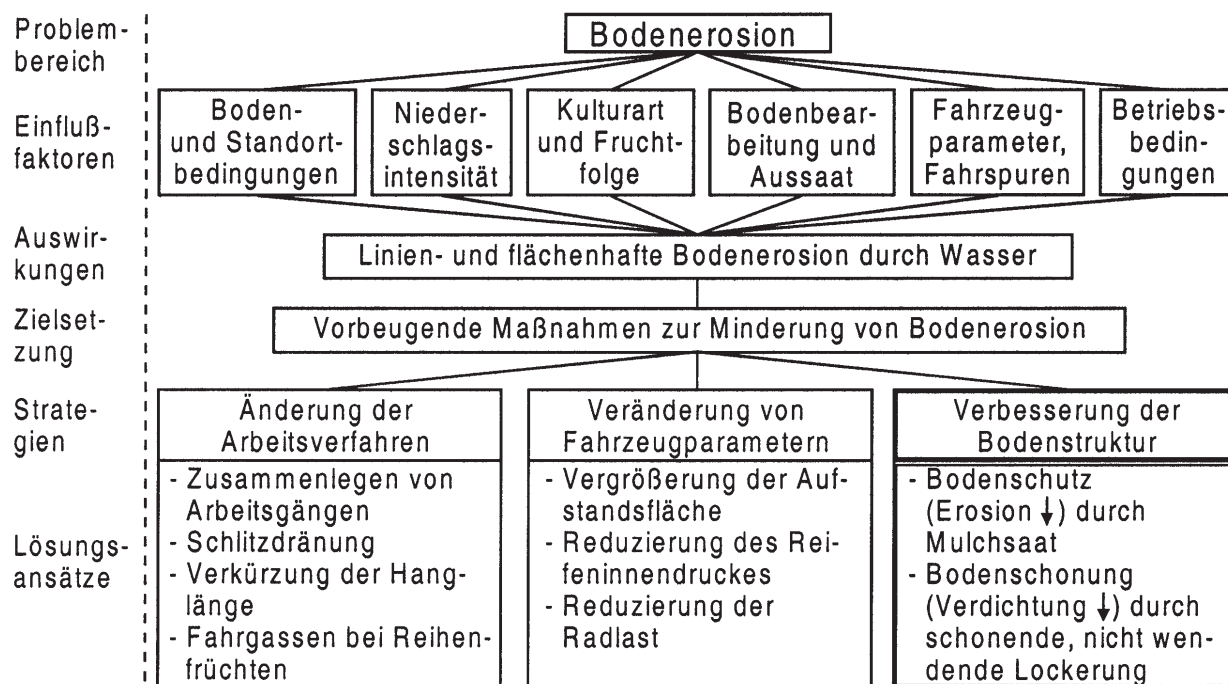 Problem-
bereich
Bodenerosion
Einfluß-
faktoren
Boden-
und Standort-
bedingungen
Nieder-
schlags-
intensität
Kulturart
und Frucht-
folge
Bodenbear-
beitung und
Aussaat
Fahrzeug-
parameter,
Fahrspuren
Betriebs-
bedin-
gungen
Auswir-
kungen
Linien- und flächenhafte Bodenerosion durch Wasser
Zielset-
zung
Vorbeugende Maßnahmen zur Minderung von Bodenerosion
Strate-
gien
Änderung der
Arbeitsverfahren
Veränderung von
Fahrzeugparametern
Verbesserung der
Bodenstruktur
Lösungs-
ansätze
- Zusammenlegen von
Arbeitsgängen
- Schlitzdränung
- Verkürzung der Hang-
länge
- Fahrgassen bei Reihen-
früchten
- Vergrößerung der Auf-
standsfläche
- Reduzierung des Rei-
feninnendruckes
- Reduzierung der
Radlast
- Bodenschutz
(Erosion ↓) durch
Mulchsaat
- Bodenschonung
(Verdichtung ↓) durch
schonende, nicht wen-
dende Lockerung